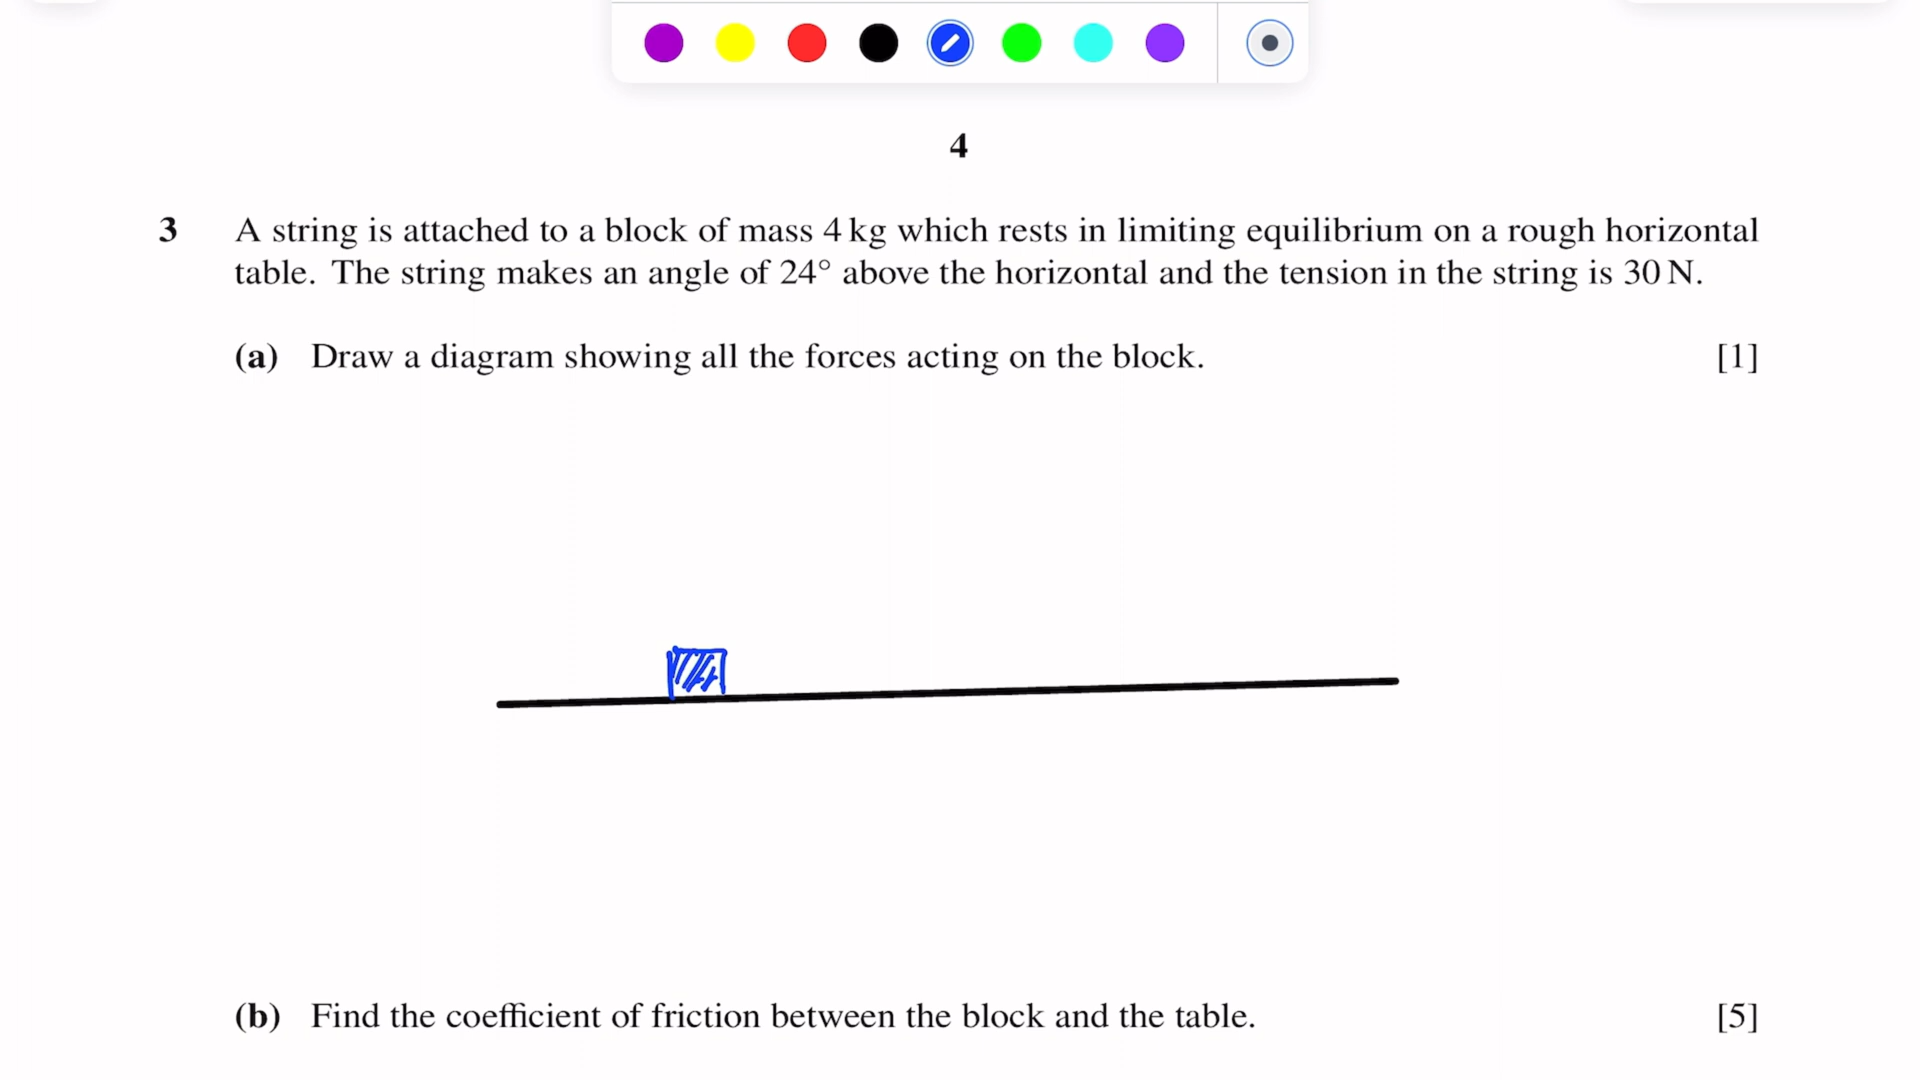 4
3 A string is attached to a block of mass 4 kg which rests in limiting equilibrium on a rough horizontal
table. The string makes an angle of 24° above the horizontal and the tension in the string is 30 N.
(a) Draw a diagram showing all the forces acting on the block. [1]
(b) Find the coefficient of friction between the block and the table. [5]